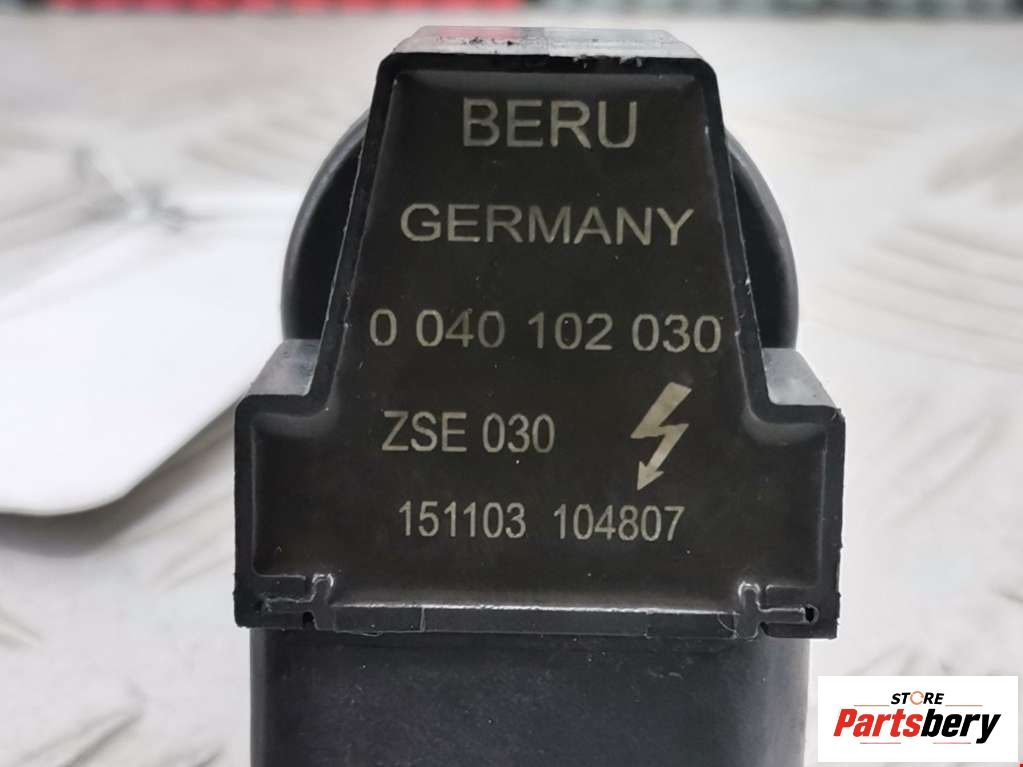 BERU
GERMANY
0 040 102 030
ZSE 030
151103 104807
STORE
Partsbery